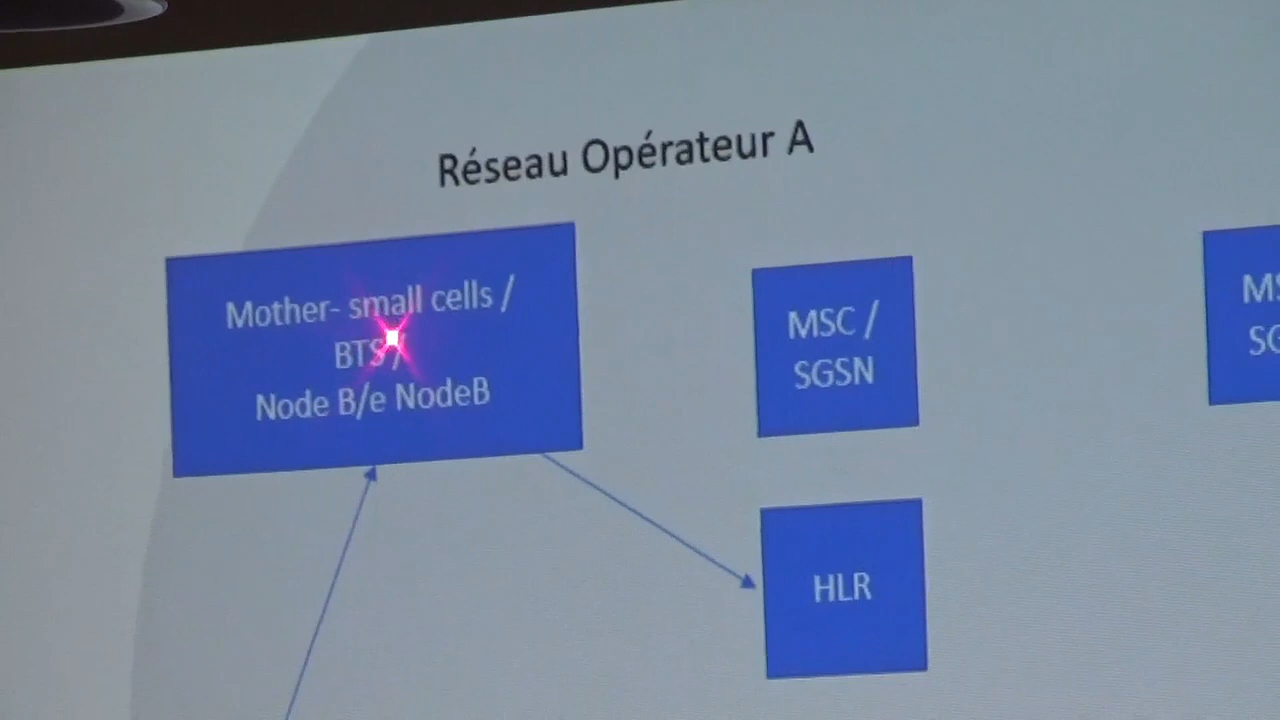 Réseau Opérateur A
Mother- small cells /
BTS /
Node B/e NodeB
MSC /
SGSN
HLR